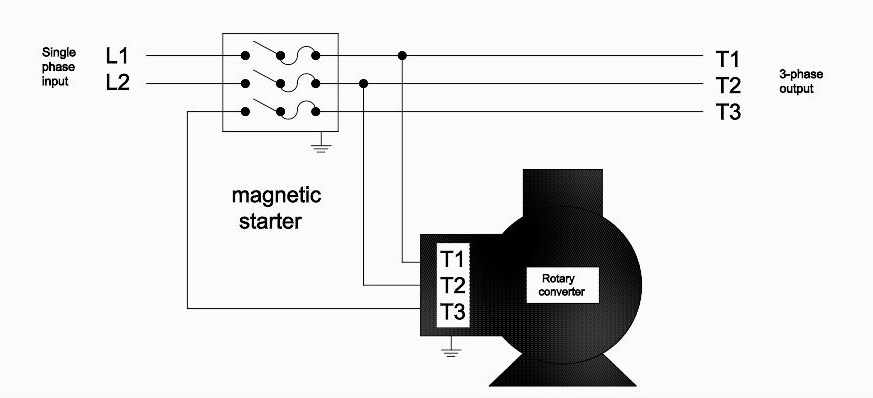 Single
phase
input
L1
L2
T1
T2
T3
3-phase
output
magnetic
starter
T1
T2
T3
Rotary
converter